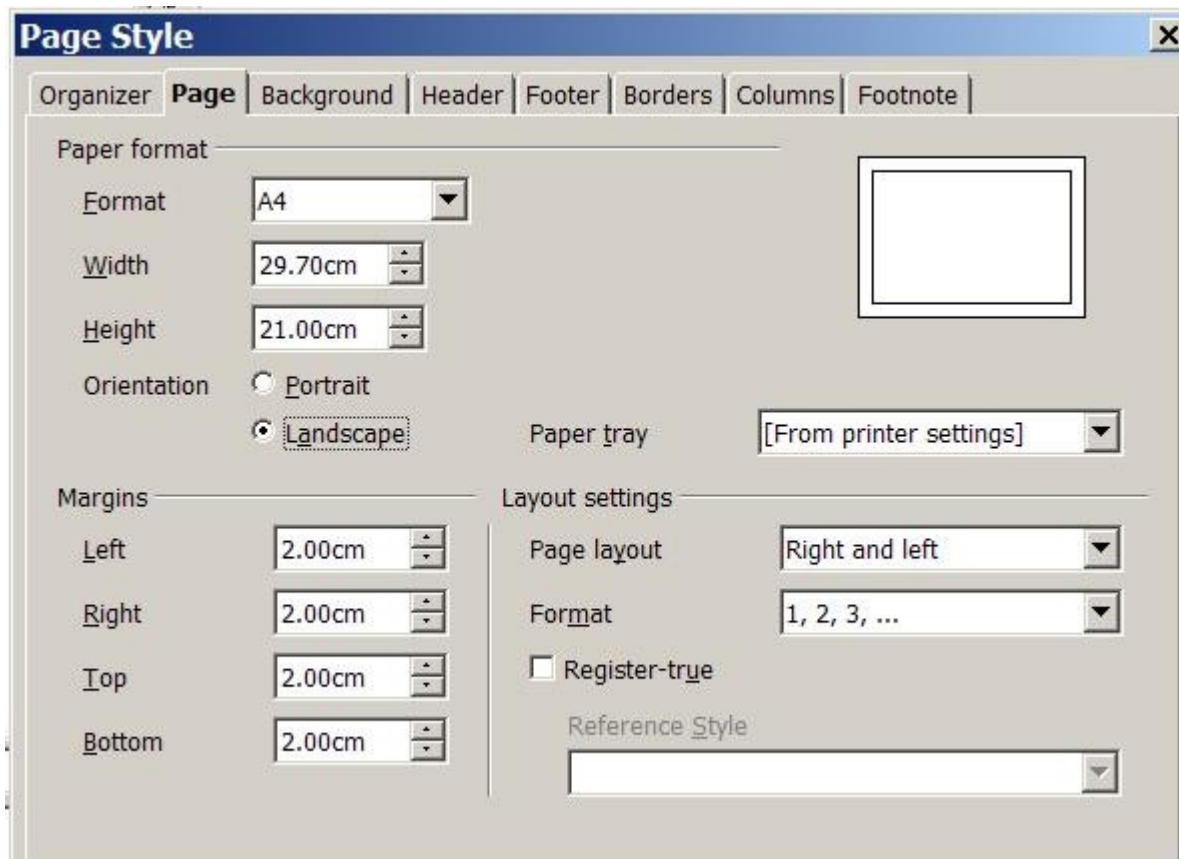 Page Style
Organizer Page Background Header Footer Borders Columns Footnote
Paper format
Format A4
Width 29.70cm
Height 21.00cm
Orientation Portrait
Landscape Paper tray [From printer settings]
Margins Layout settings
Left 2.00cm Page layout Right and left
Right 2.00cm Format 1, 2, 3, ...
Top 2.00cm Register-true
Reference Style
Bottom 2.00cm